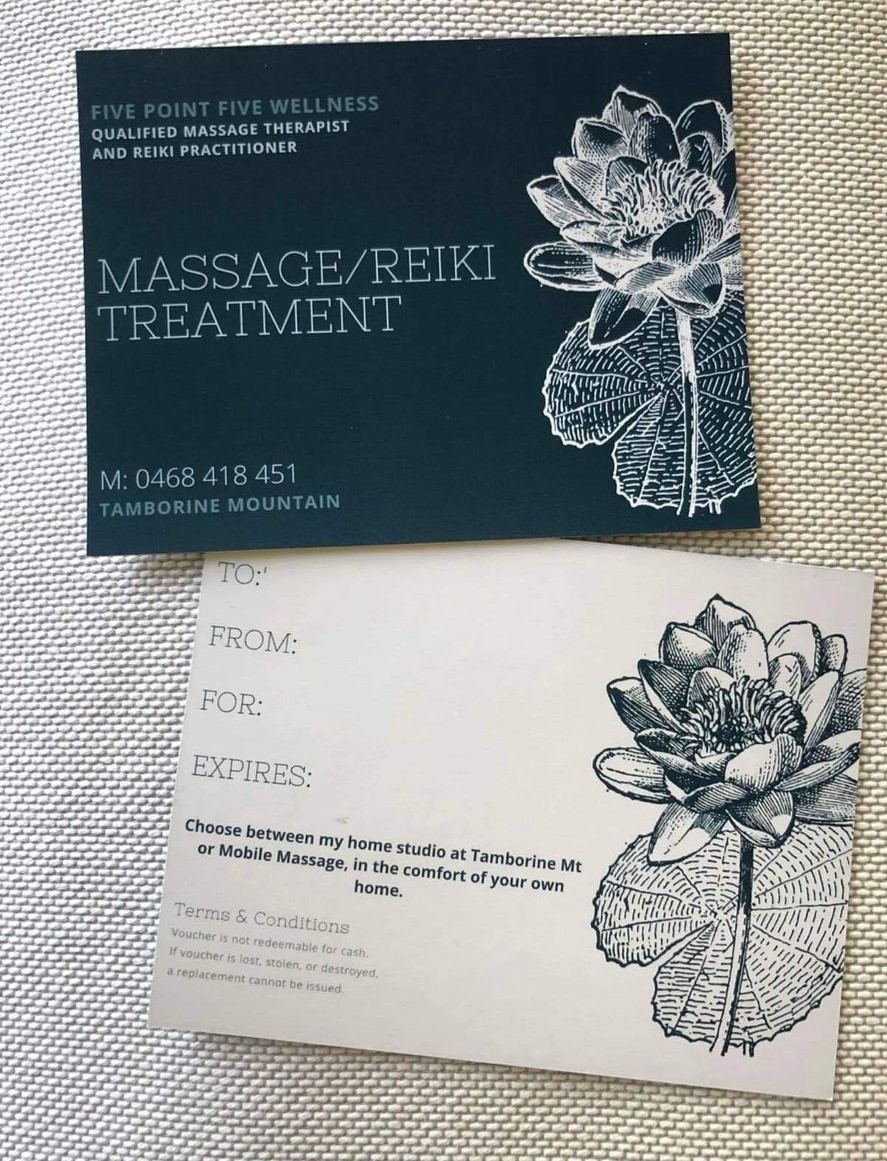 FIVE POINT FIVE WELLNESS
QUALIFIED MASSAGE THERAPIST
AND REIKI PRACTITIONER
MASSAGE/REIKI
TREATMENT
M: 0468 418 451
TAMBORINE MOUNTAIN
TO:
FROM:
FOR:
EXPIRES:
Choose between my home studio at Tamborine Mt
or Mobile Massage, in the comfort of your own
home.
Terms & Conditions
Voucher is not redeemable for cash.
If voucher is lost, stolen, or destroyed,
a replacement cannot be issued.